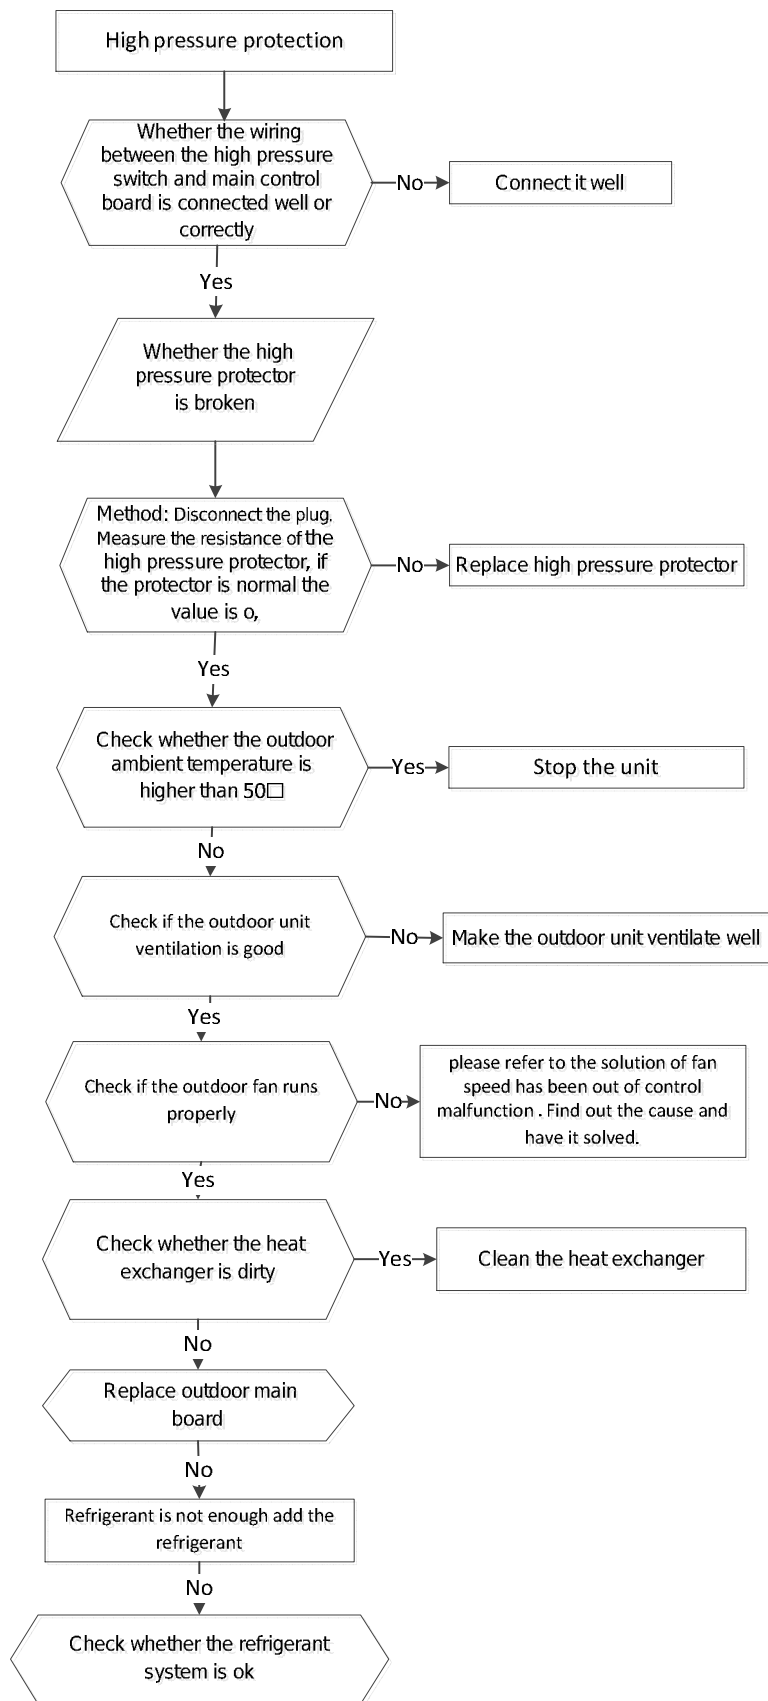 High pressure protection
Whether the wiring
between the high pressure
switch and main control
board is connected well or
correctly
No
Connect it well
Yes
Whether the high
pressure protector
is broken
Method: Disconnect the plug.
Measure the resistance of the
high pressure protector, if
the protector is normal the
value is o,
No
Replace high pressure protector
Yes
Check whether the outdoor
ambient temperature is
higher than 50□
Yes
Stop the unit
No
Check if the outdoor unit
ventilation is good
No
Make the outdoor unit ventilate well
Yes
Check if the outdoor fan runs
properly
No
please refer to the solution of fan
speed has been out of control
malfunction . Find out the cause and
have it solved.
Yes
Check whether the heat
exchanger is dirty
Yes
Clean the heat exchanger
No
Replace outdoor main
board
No
Refrigerant is not enough add the
refrigerant
No
Check whether the refrigerant
system is ok